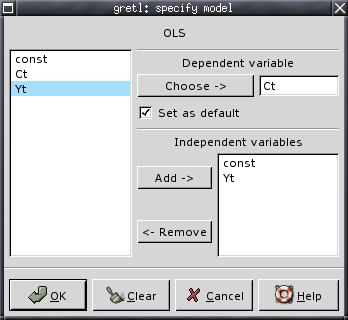 gretl: specify model
OLS
const
Ct
Yt
Dependent variable
Choose ->
Ct
Set as default
Independent variables
Add ->
<- Remove
const
Yt
OK
Clear
Cancel
Help